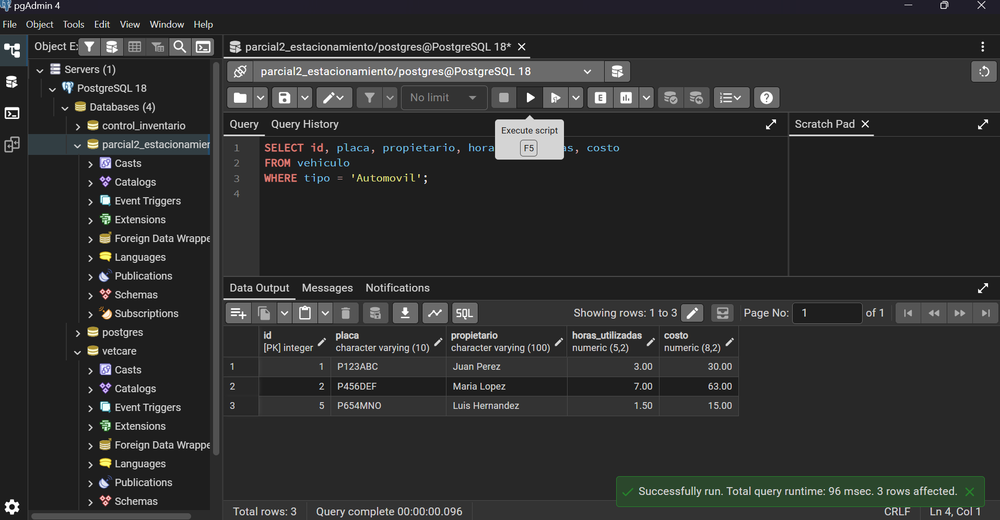 pgAdmin 4
File Object Tools Edit View Window Help
Object Ex
Servers (1)
PostgreSQL 18
Databases (4)
control_inventario
parcial2_estacionamier
Casts
Catalogs
Event Triggers
Extensions
Foreign Data Wrappe
Languages
Publications
Schemas
Subscriptions
postgres
vetcare
Casts
Catalogs
Event Triggers
Extensions
Foreign Data Wrappe
Languages
Publications
Schemas
parcial2_estacionamiento/postgres@PostgreSQL 18*
parcial2_estacionamiento/postgres@PostgreSQL 18
No limit
E
Query Query History
Execute script
F5
Scratch Pad
1 SELECT id, placa, propietario, hora as, costo
2 FROM vehiculo
3 WHERE tipo = 'Automovil';
4
Data Output Messages Notifications
SQL
Showing rows: 1 to 3
Page No: 1 of 1
id placa propietario horas_utilizadas costo
[PK] integer character varying (10) character varying (100) numeric (5,2) numeric (8,2)
1 1 P123ABC Juan Perez 3.00 30.00
2 2 P456DEF Maria Lopez 7.00 63.00
3 5 P654MNO Luis Hernandez 1.50 15.00
Successfully run. Total query runtime: 96 msec. 3 rows affected.
Total rows: 3 Query complete 00:00:00.096 CRLF Ln 4, Col 1